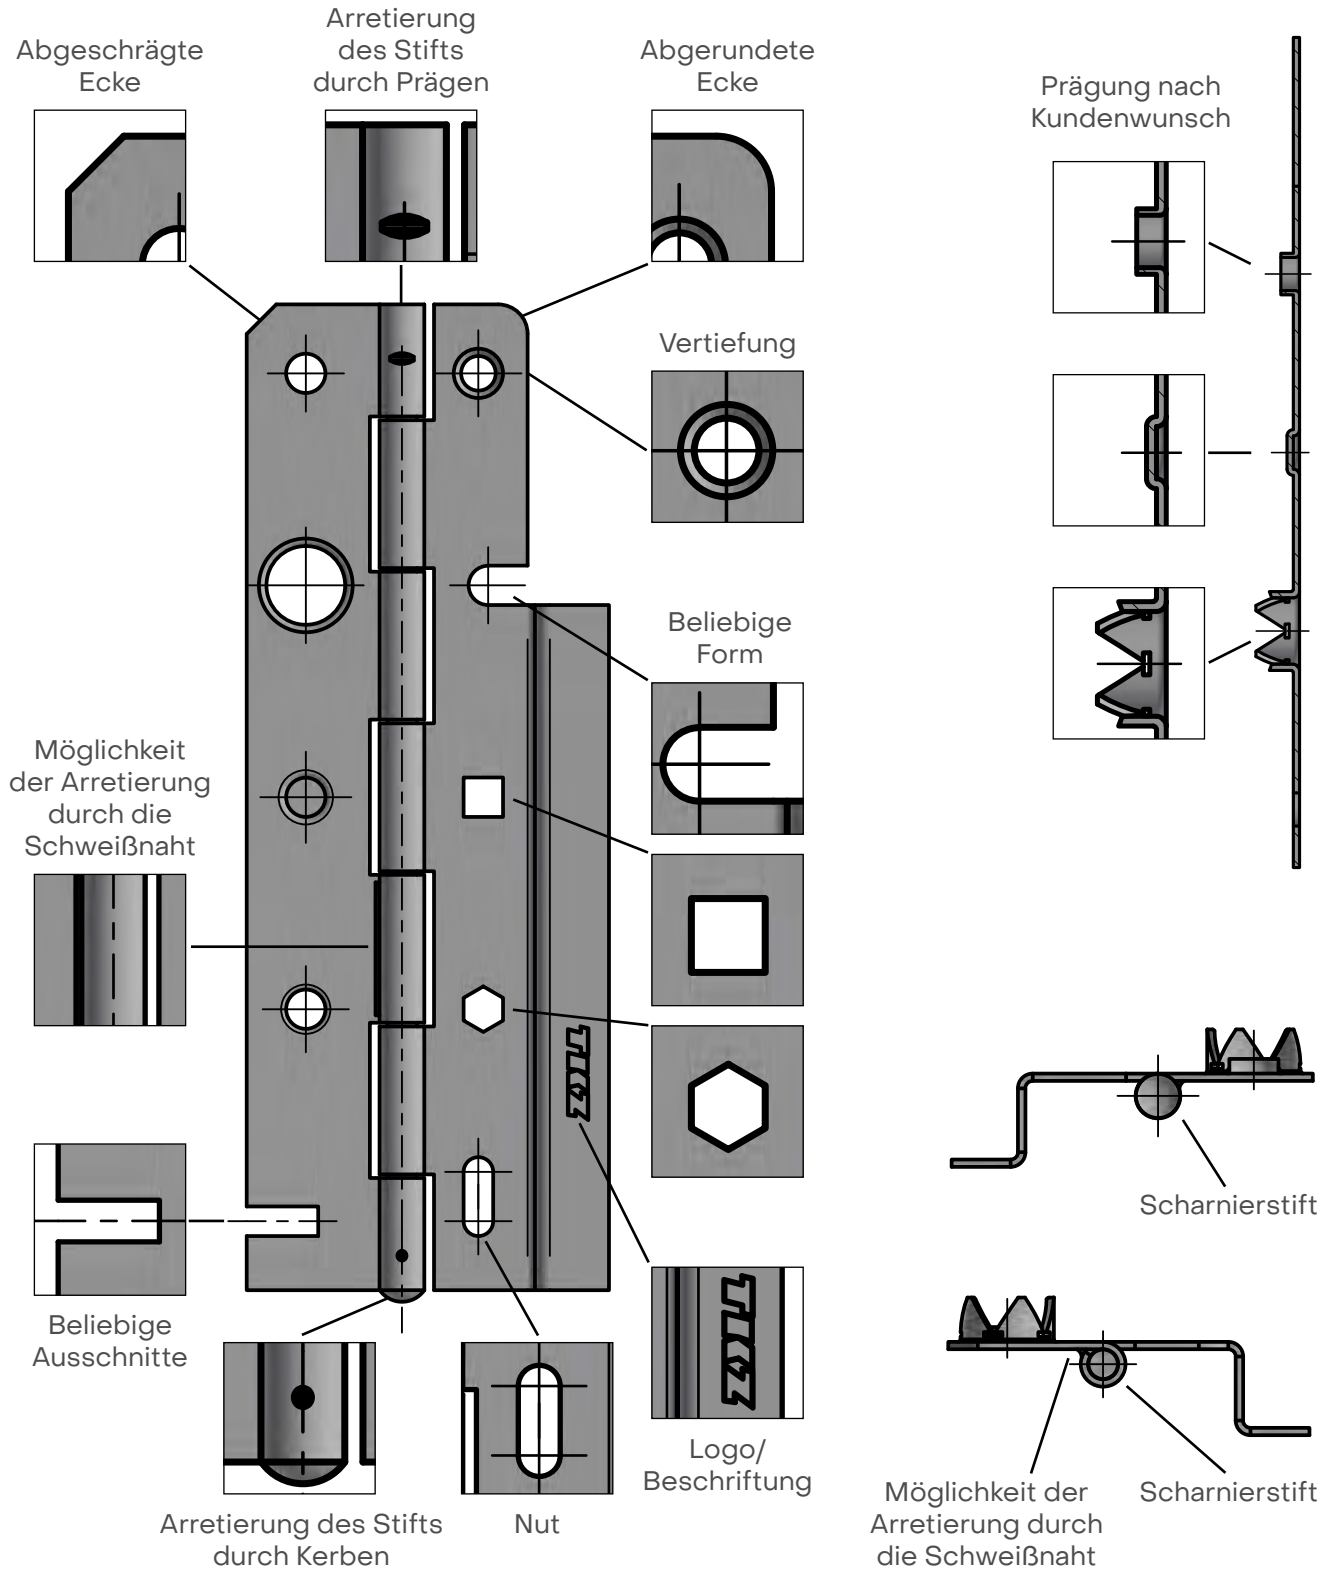 Abgeschrägte
Ecke
Arretierung
des Stifts
durch Prägen
Abgerundete
Ecke
Prägung nach
Kundenwunsch
Vertiefung
Beliebige
Form
Möglichkeit
der Arretierung
durch die
Schweißnaht
TKZ
Scharnierstift
Beliebige
Ausschnitte
TKZ
Logo/
Beschriftung
Arretierung des Stifts
durch Kerben
Nut
Möglichkeit der
Arretierung durch
die Schweißnaht
Scharnierstift